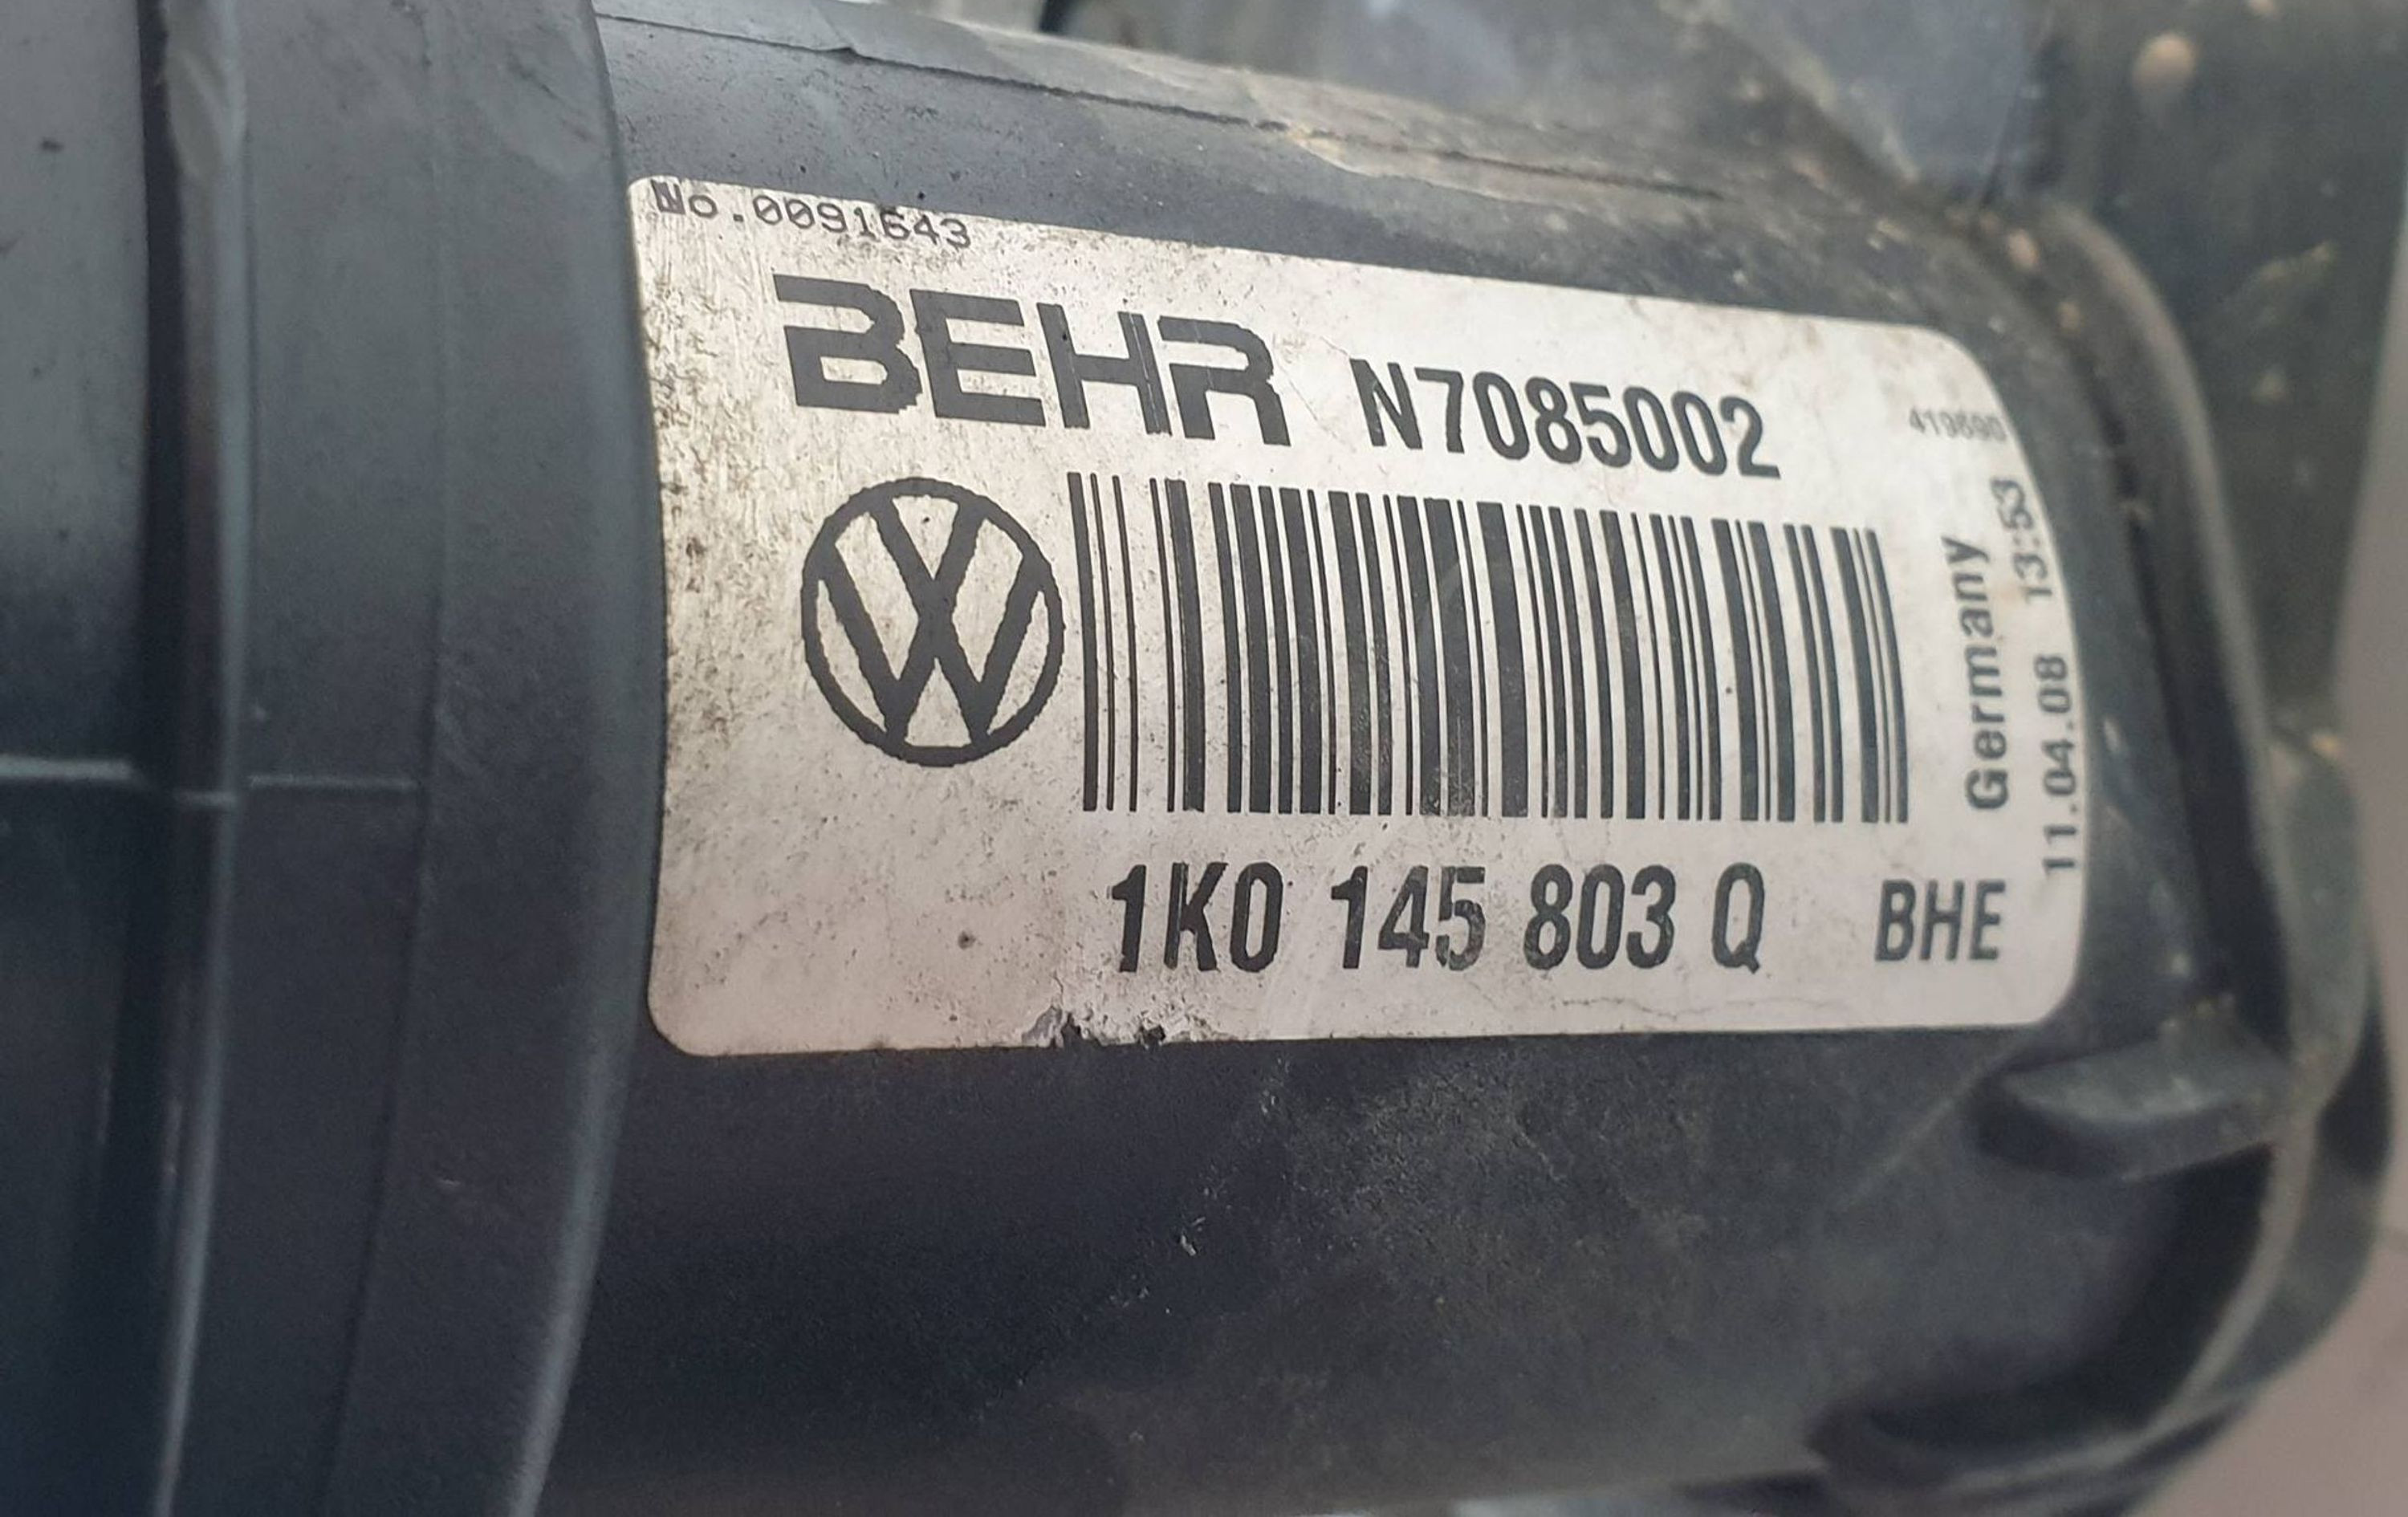 No.0091643
BEHR N7085002
419690
1K0 145 803 Q BHE
Germany
11.04.08 13:53